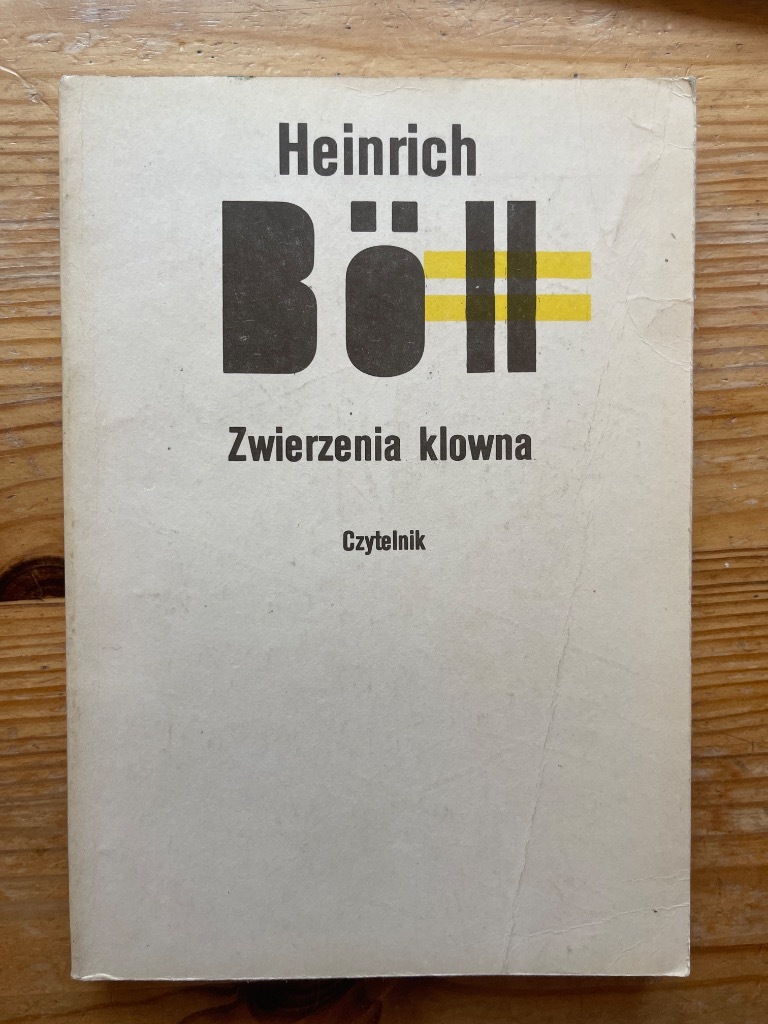 Heinrich
Böll
Zwierzenia klowna
Czytelnik